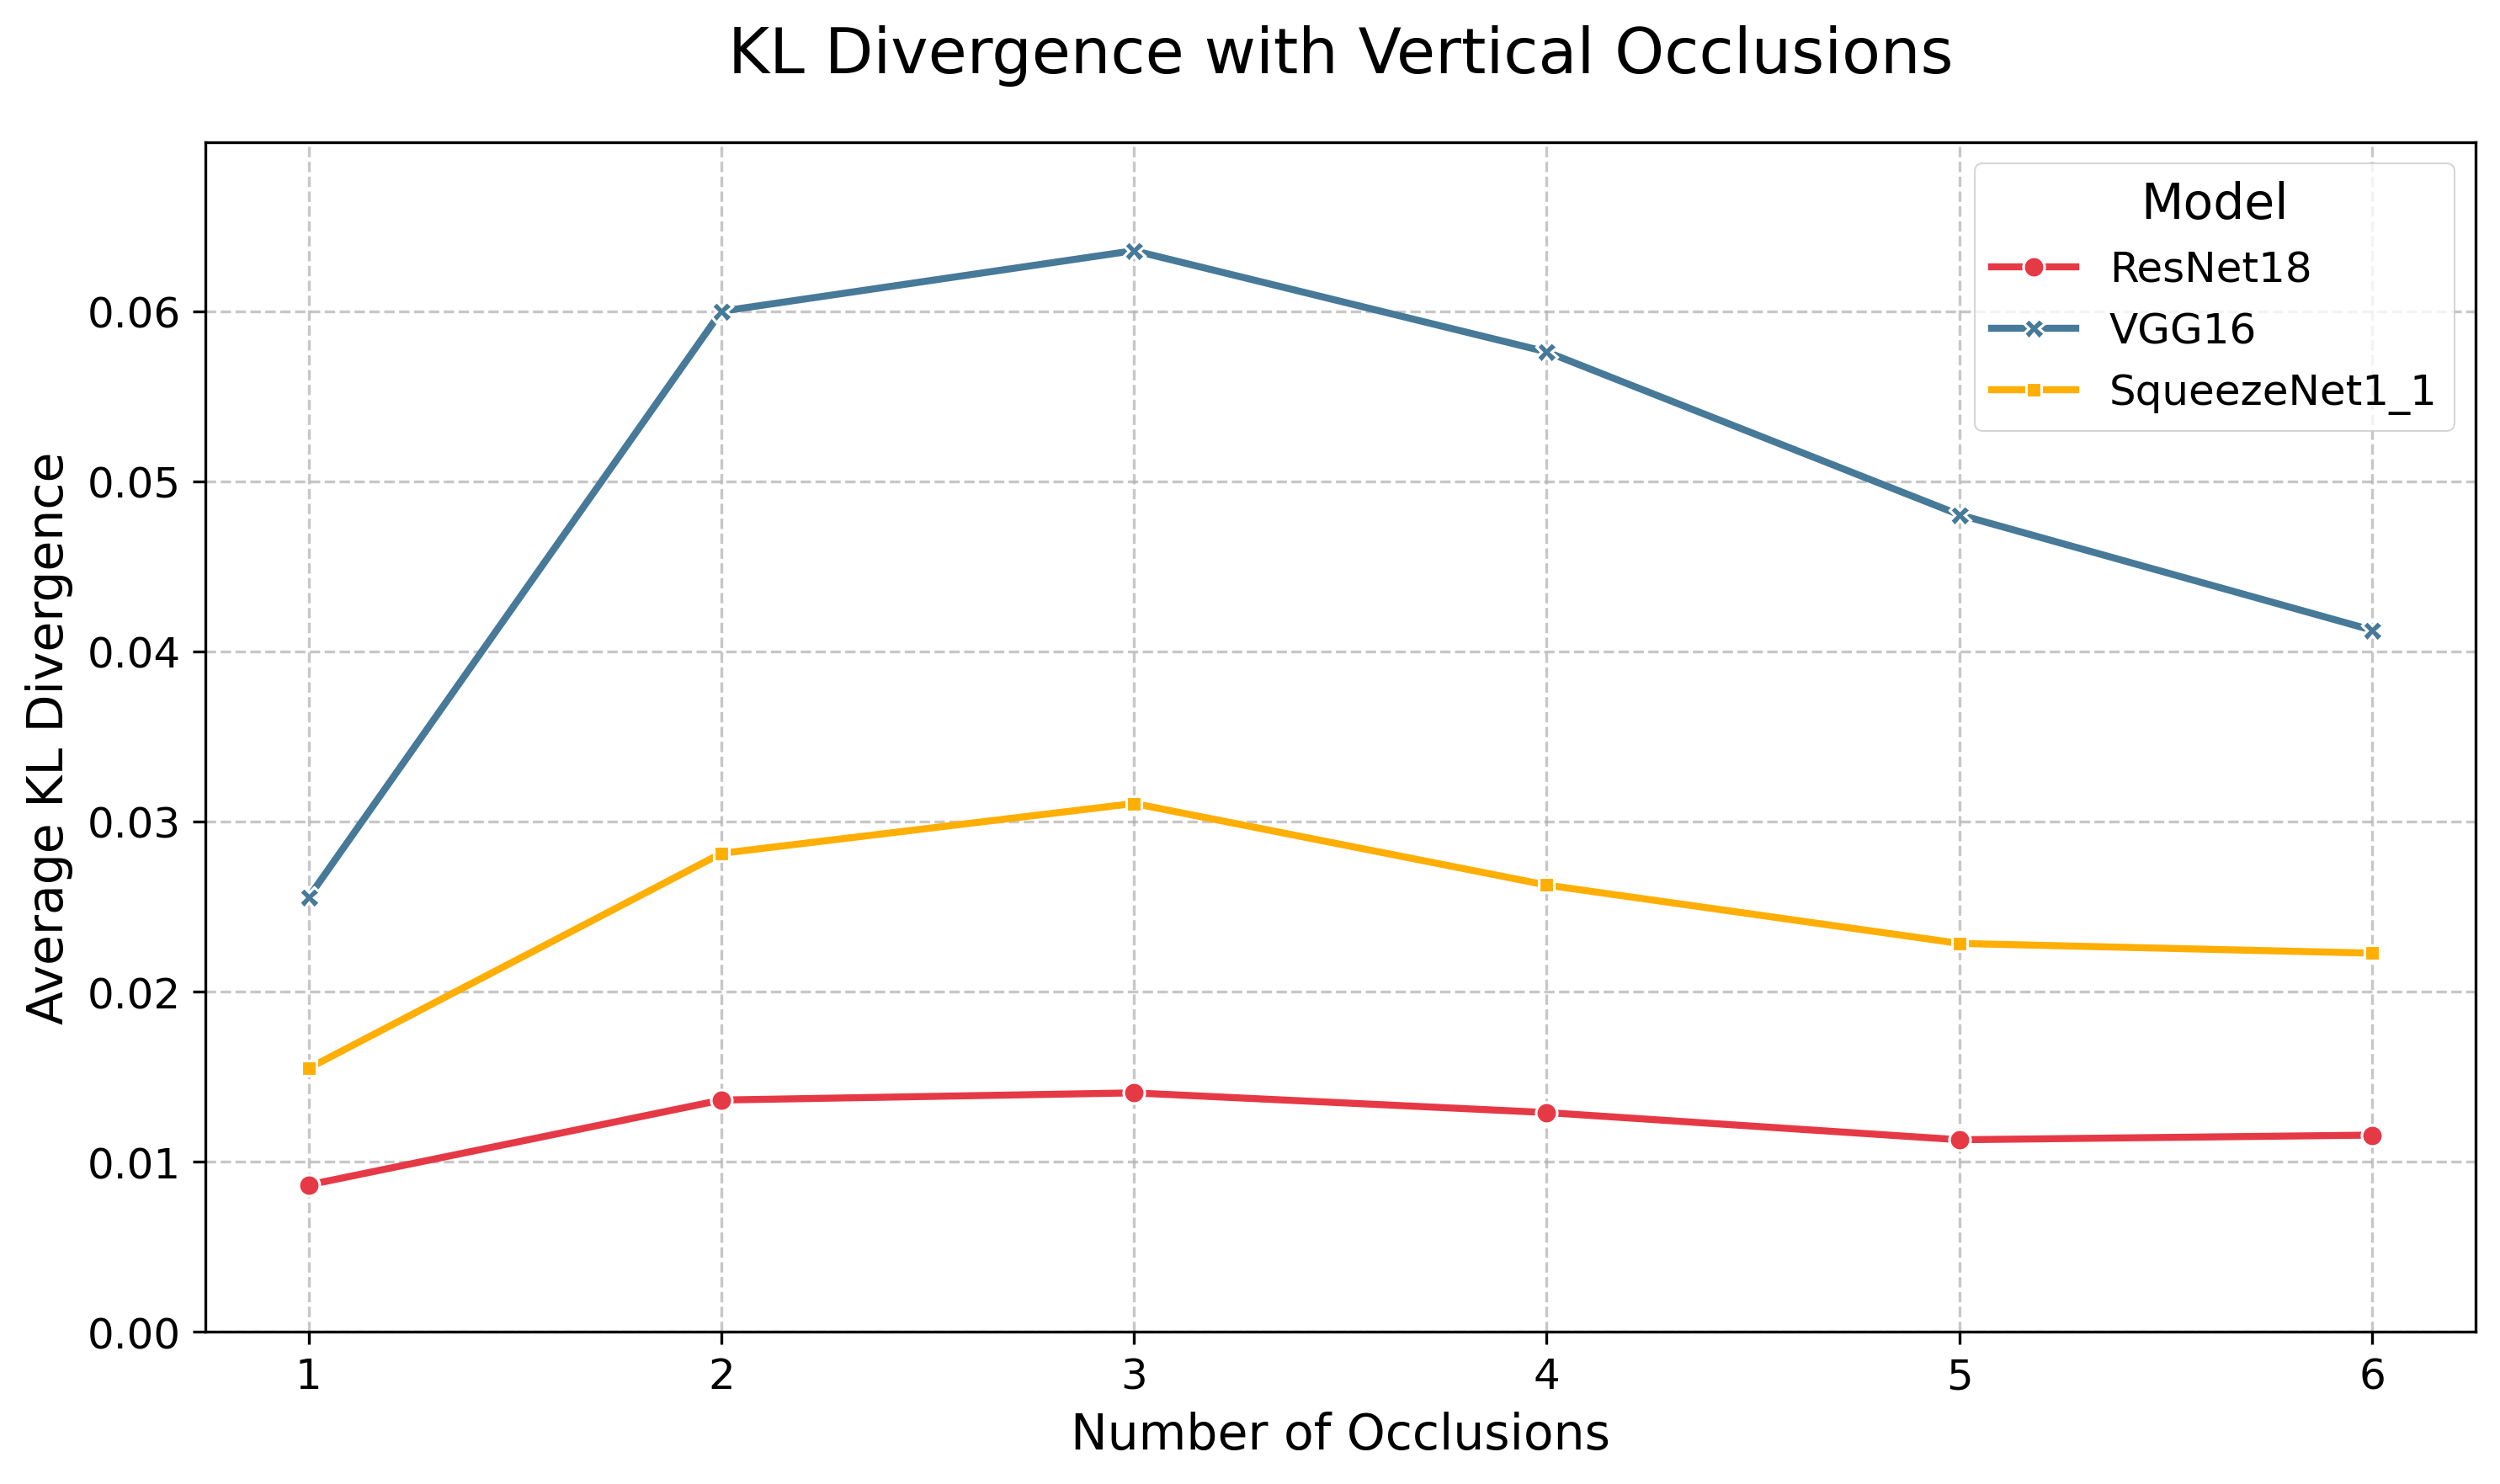 KL Divergence with Vertical Occlusions
Model
ResNet18
VGG16
SqueezeNet1_1
Average KL Divergence
0.06
0.05
0.04
0.03
0.02
0.01
0.00
1 2 3 4 5 6
Number of Occlusions